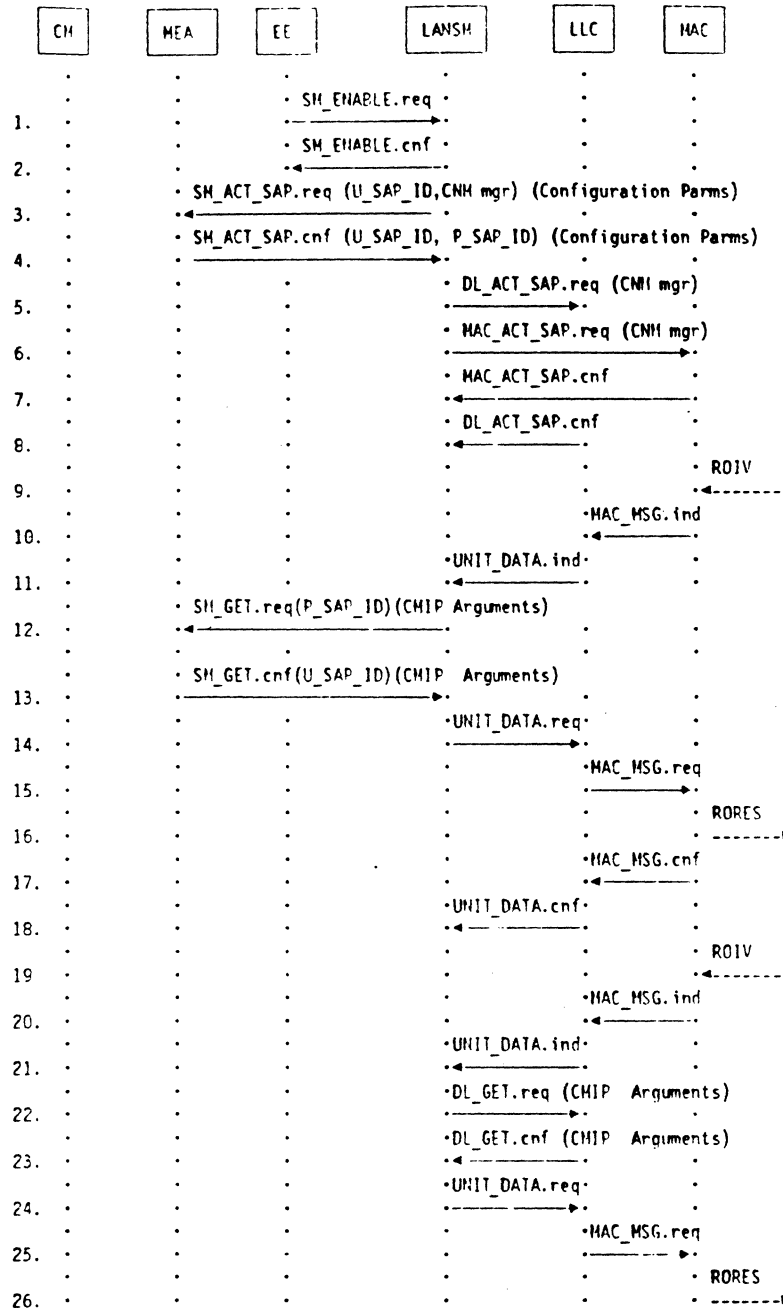 CM MEA EE LANSM LLC MAC
SM_ENABLE.req
1.
SM_ENABLE.cnf
2.
SM_ACT_SAP.req (U_SAP_ID,CNM mgr) (Configuration Parms)
3.
SM_ACT_SAP.cnf (U_SAP_ID, P_SAP_ID) (Configuration Parms)
4.
DL_ACT_SAP.req (CNM mgr)
5.
MAC_ACT_SAP.req (CNM mgr)
6.
MAC_ACT_SAP.cnf
7.
DL_ACT_SAP.cnf
8.
ROIV
9.
MAC_MSG.ind
10.
UNIT_DATA.ind
11.
SM_GET.req(P_SAP_ID)(CMIP Arguments)
12.
SM_GET.cnf(U_SAP_ID)(CMIP Arguments)
13.
UNIT_DATA.req
14.
MAC_MSG.req
15.
RORES
16.
MAC_MSG.cnf
17.
UNIT_DATA.cnf
18.
ROIV
19
MAC_MSG.ind
20.
UNIT_DATA.ind
21.
DL_GET.req (CMIP Arguments)
22.
DL_GET.cnf (CMIP Arguments)
23.
UNIT_DATA.req
24.
MAC_MSG.req
25.
RORES
26.